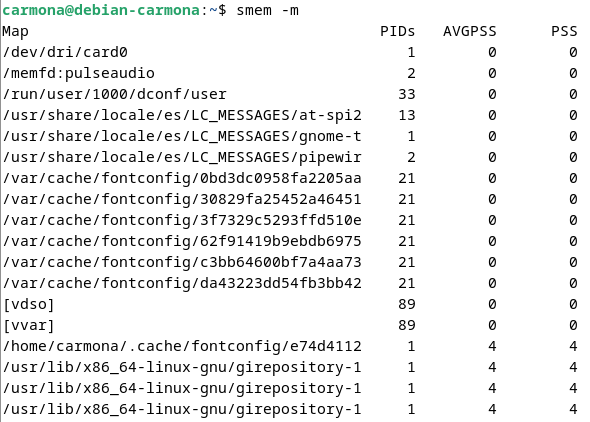 carmona@debian-carmona:~$ smem -m
Map PIDs AVGPSS PSS
/dev/dri/card0 1 0 0
/memfd:pulseaudio 2 0 0
/run/user/1000/dconf/user 33 0 0
/usr/share/locale/es/LC_MESSAGES/at-spi2 13 0 0
/usr/share/locale/es/LC_MESSAGES/gnome-t 1 0 0
/usr/share/locale/es/LC_MESSAGES/pipewir 2 0 0
/var/cache/fontconfig/0bd3dc0958fa2205aa 21 0 0
/var/cache/fontconfig/30829fa25452a46451 21 0 0
/var/cache/fontconfig/3f7329c5293ffd510e 21 0 0
/var/cache/fontconfig/62f91419b9ebdb6975 21 0 0
/var/cache/fontconfig/c3bb64600bf7a4aa73 21 0 0
/var/cache/fontconfig/da43223dd54fb3bb42 21 0 0
[vdso] 89 0 0
[vvar] 89 0 0
/home/carmona/.cache/fontconfig/e74d4112 1 4 4
/usr/lib/x86_64-linux-gnu/girepository-1 1 4 4
/usr/lib/x86_64-linux-gnu/girepository-1 1 4 4
/usr/lib/x86_64-linux-gnu/girepository-1 1 4 4